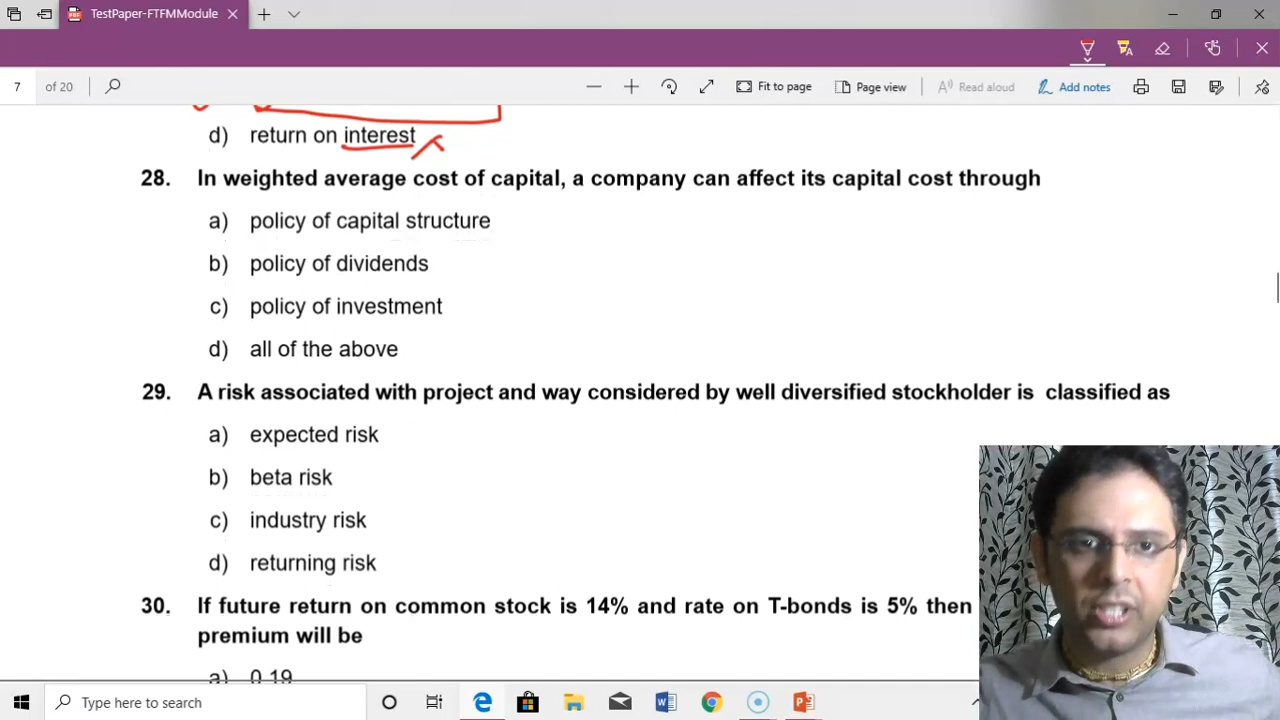 TestPaper-FTFMModule
7 of 20
Fit to page
Page view
Read aloud
Add notes
d) return on interest
28. In weighted average cost of capital, a company can affect its capital cost through
a) policy of capital structure
b) policy of dividends
c) policy of investment
d) all of the above
29. A risk associated with project and way considered by well diversified stockholder is classified as
a) expected risk
b) beta risk
c) industry risk
d) returning risk
30. If future return on common stock is 14% and rate on T-bonds is 5% then
premium will be
a) 0.19
Type here to search